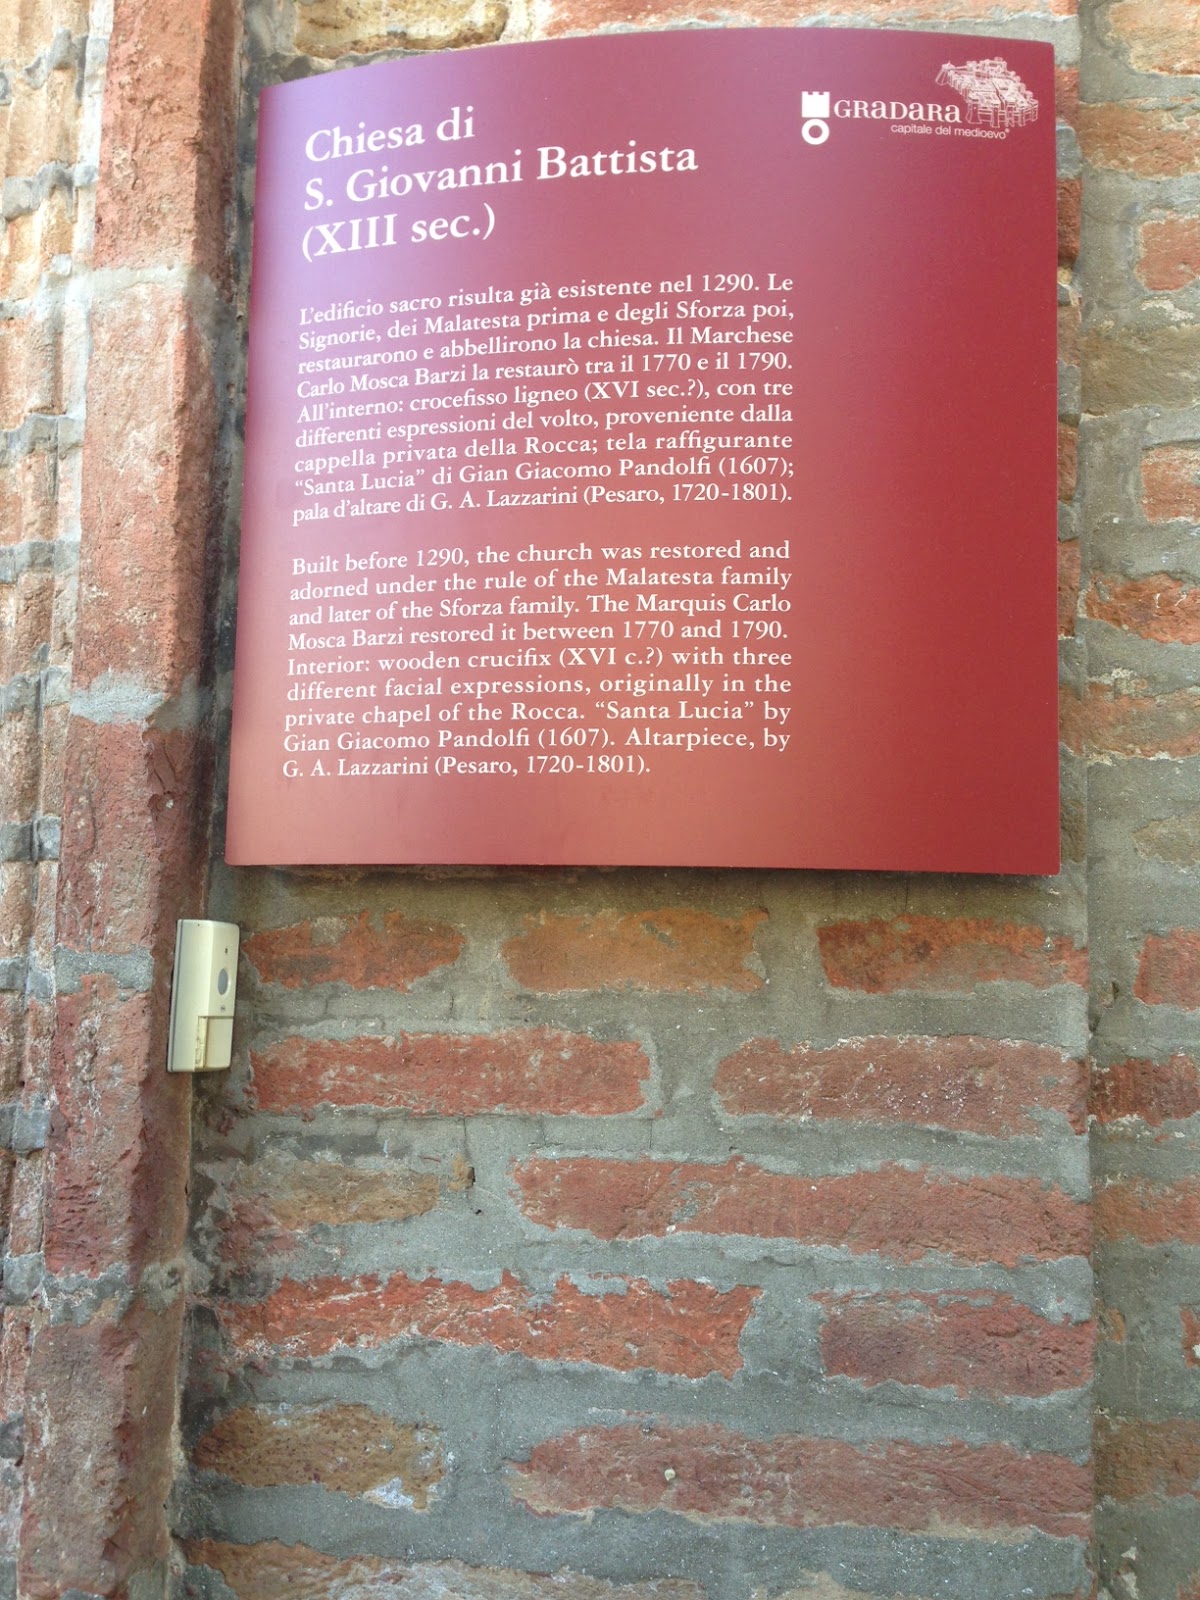 GRADARA
capitale del medioevo®
Chiesa di
S. Giovanni Battista
(XIII sec.)
L'edificio sacro risulta già esistente nel 1290. Le
Signorie, dei Malatesta prima e degli Sforza poi,
restaurarono e abbellirono la chiesa. Il Marchese
Carlo Mosca Barzi la restaurò tra il 1770 e il 1790.
All'interno: crocefisso ligneo (XVI sec.?), con tre
differenti espressioni del volto, proveniente dalla
cappella privata della Rocca; tela raffigurante
“Santa Lucia” di Gian Giacomo Pandolfi (1607);
pala d'altare di G. A. Lazzarini (Pesaro, 1720-1801).
Built before 1290, the church was restored and
adorned under the rule of the Malatesta family
and later of the Sforza family. The Marquis Carlo
Mosca Barzi restored it between 1770 and 1790.
Interior: wooden crucifix (XVI c.?) with three
different facial expressions, originally in the
private chapel of the Rocca. “Santa Lucia” by
Gian Giacomo Pandolfi (1607). Altarpiece, by
G. A. Lazzarini (Pesaro, 1720-1801).